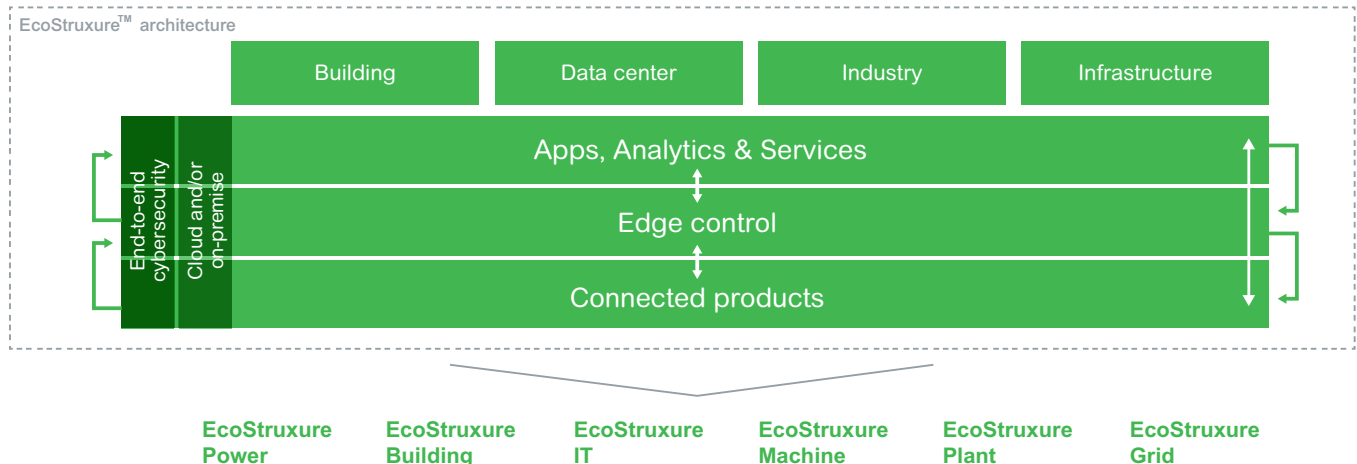 EcoStruxure™ architecture
Building
Data center
Industry
Infrastructure
End-to-end
cybersecurity
Cloud and/or
on-premise
Apps, Analytics & Services
Edge control
Connected products
EcoStruxure
Power
EcoStruxure
Building
EcoStruxure
IT
EcoStruxure
Machine
EcoStruxure
Plant
EcoStruxure
Grid